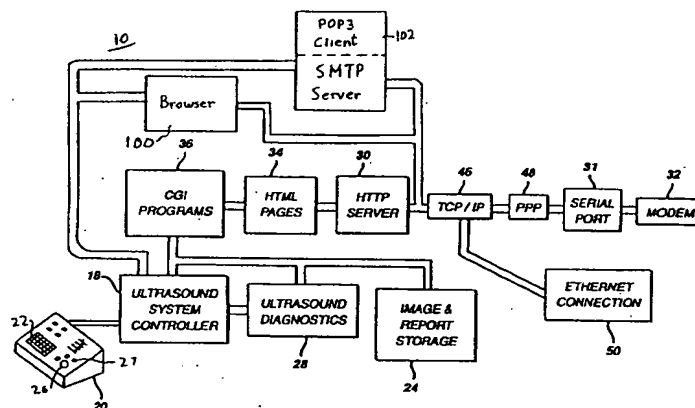 10
POP3
Client
102
SMTP
Server
Browser
100
36
CGI
PROGRAMS
34
HTML
PAGES
30
HTTP
SERVER
46
TCP / IP
48
PPP
31
SERIAL
PORT
32
MODEM
18
ULTRASOUND
SYSTEM
CONTROLLER
ULTRASOUND
DIAGNOSTICS
28
IMAGE &
REPORT
STORAGE
24
ETHERNET
CONNECTION
50
22
26
27
20